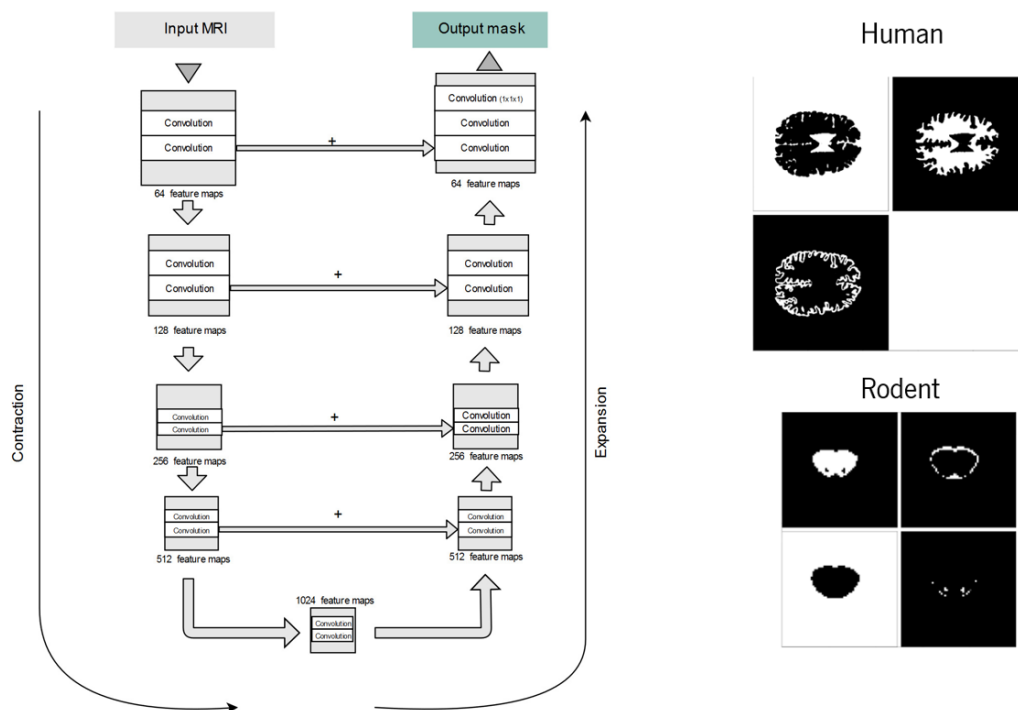 Input MRI
Output mask
Human
Convolution
Convolution
64 feature maps
+
Convolution (1x1x1)
Convolution
Convolution
64 feature maps
Convolution
Convolution
128 feature maps
+
Convolution
Convolution
128 feature maps
Contraction
Expansion
Rodent
Convolution
Convolution
256 feature maps
+
Convolution
Convolution
256 feature maps
Convolution
Convolution
512 feature maps
+
Convolution
Convolution
512 feature maps
1024 feature maps
Convolution
Convolution